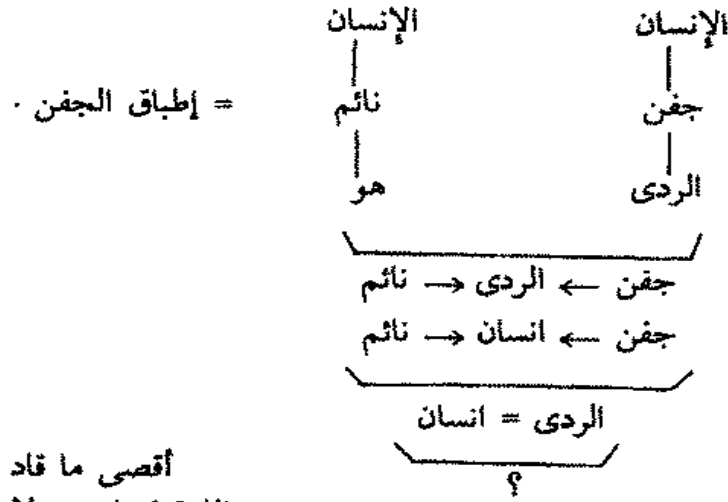 الإنسان الإنسان
جفن نائم = إطباق الجفن .
الردى هو
جفن ← الردى → نائم
جفن ← انسان → نائم
الردى = انسان
؟
أقصى ما قاد